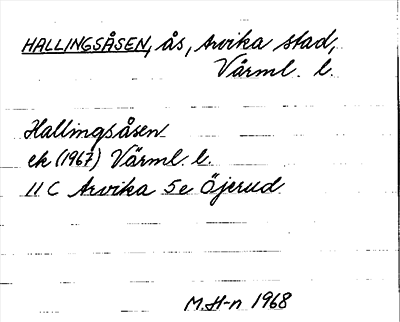 HALLINGSÅSEN, ås, Arvika stad,
Värml. l.
Hallingsåsen
ek (1967) Värml. l.
11 C Arvika 5e Öjerud
M.H-n 1968